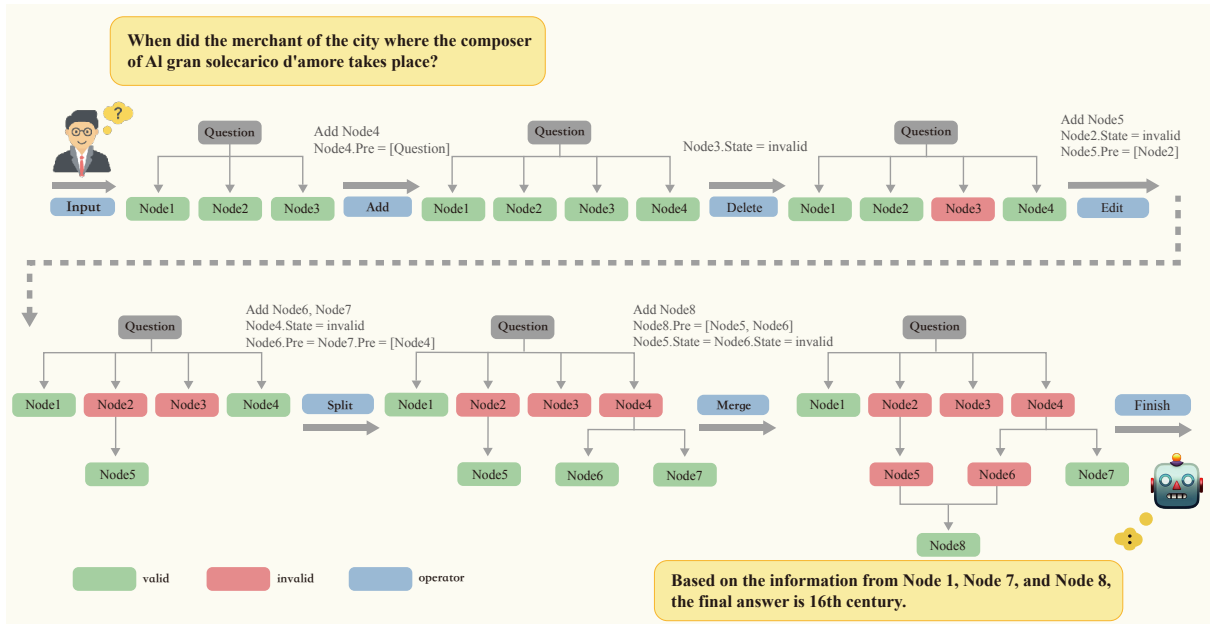 When did the merchant of the city where the composer
of Al gran solecarico d'amore takes place?
?
Question
Add Node4
Node4.Pre = [Question]
Question
Node3.State = invalid
Question
Add Node5
Node2.State = invalid
Node5.Pre = [Node2]
Input
Node1 Node2 Node3
Add
Node1 Node2 Node3 Node4
Delete
Node1 Node2 Node3 Node4
Edit
Question
Add Node6, Node7
Node4.State = invalid
Node6.Pre = Node7.Pre = [Node4]
Question
Add Node8
Node8.Pre = [Node5, Node6]
Node5.State = Node6.State = invalid
Question
Node1 Node2 Node3 Node4
Split
Node1 Node2 Node3 Node4
Merge
Node1 Node2 Node3 Node4
Finish
Node5
Node5 Node6 Node7
Node5 Node6 Node7
Node8
:
valid invalid operator
Based on the information from Node 1, Node 7, and Node 8,
the final answer is 16th century.